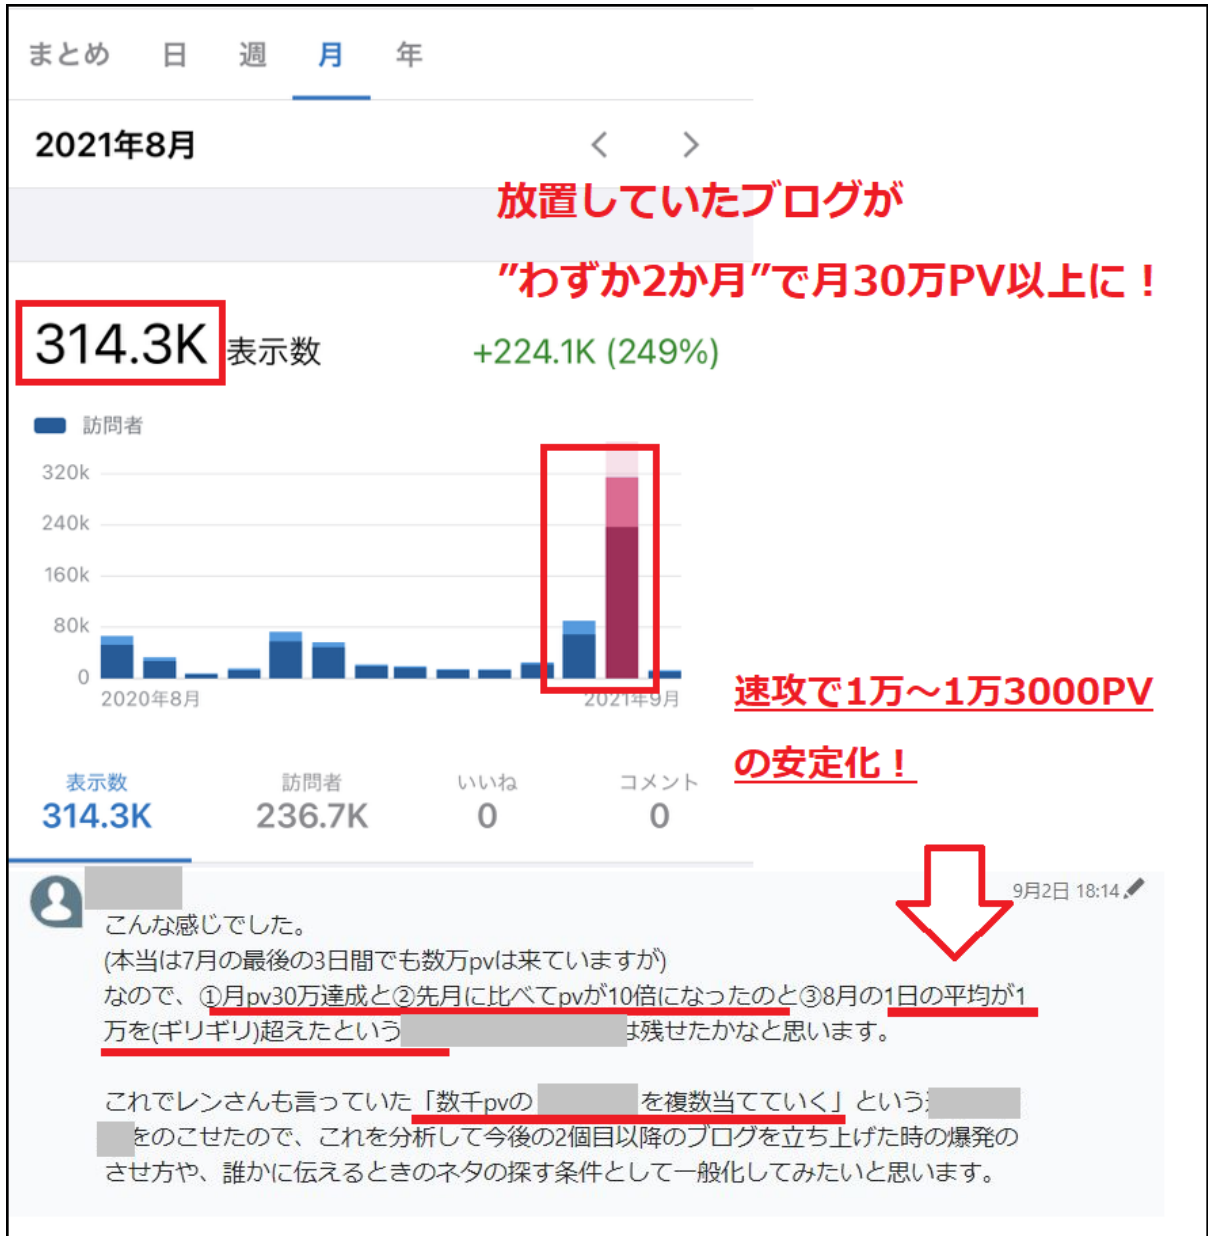 まとめ 日 週 月 年
2021年8月
放置していたブログが
”わずか2か月”で月30万PV以上に！
314.3K 表示数 +224.1K (249%)
訪問者
320k
240k
160k
80k
0
2020年8月 2021年9月
速攻で1万～1万3000PV
の安定化！
表示数 訪問者 いいね コメント
314.3K 236.7K 0 0
9月2日 18:14
こんな感じでした。
(本当は7月の最後の3日間でも数万pvは来ていますが)
なので、①月pv30万達成と②先月に比べてpvが10倍になったのと③8月の1日の平均が1
万を(ギリギリ)超えたという は残せたかなと思います。
これでレンさんも言っていた「数千pvの を複数当てていく」という
をのこせたので、これを分析して今後の2個目以降のブログを立ち上げた時の爆発の
させ方や、誰かに伝えるときのネタの探す条件として一般化してみたいと思います。